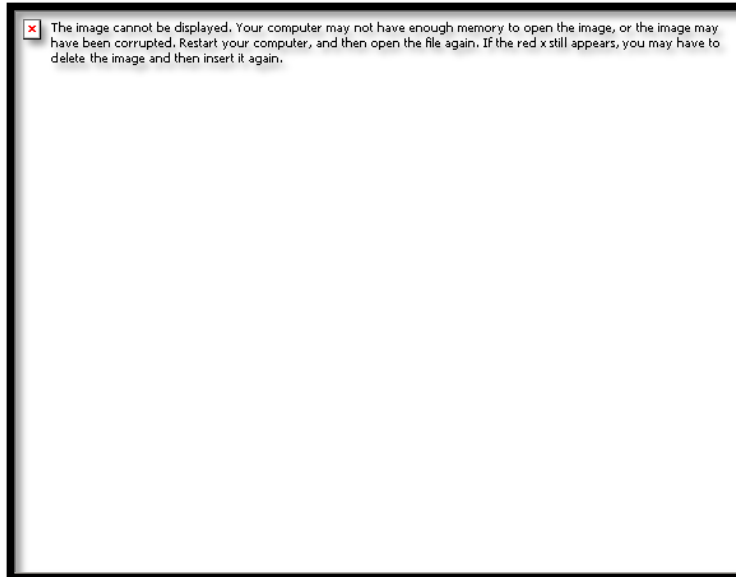 The image cannot be displayed. Your computer may not have enough memory to open the image, or the image may
have been corrupted. Restart your computer, and then open the file again. If the red x still appears, you may have to
delete the image and then insert it again.